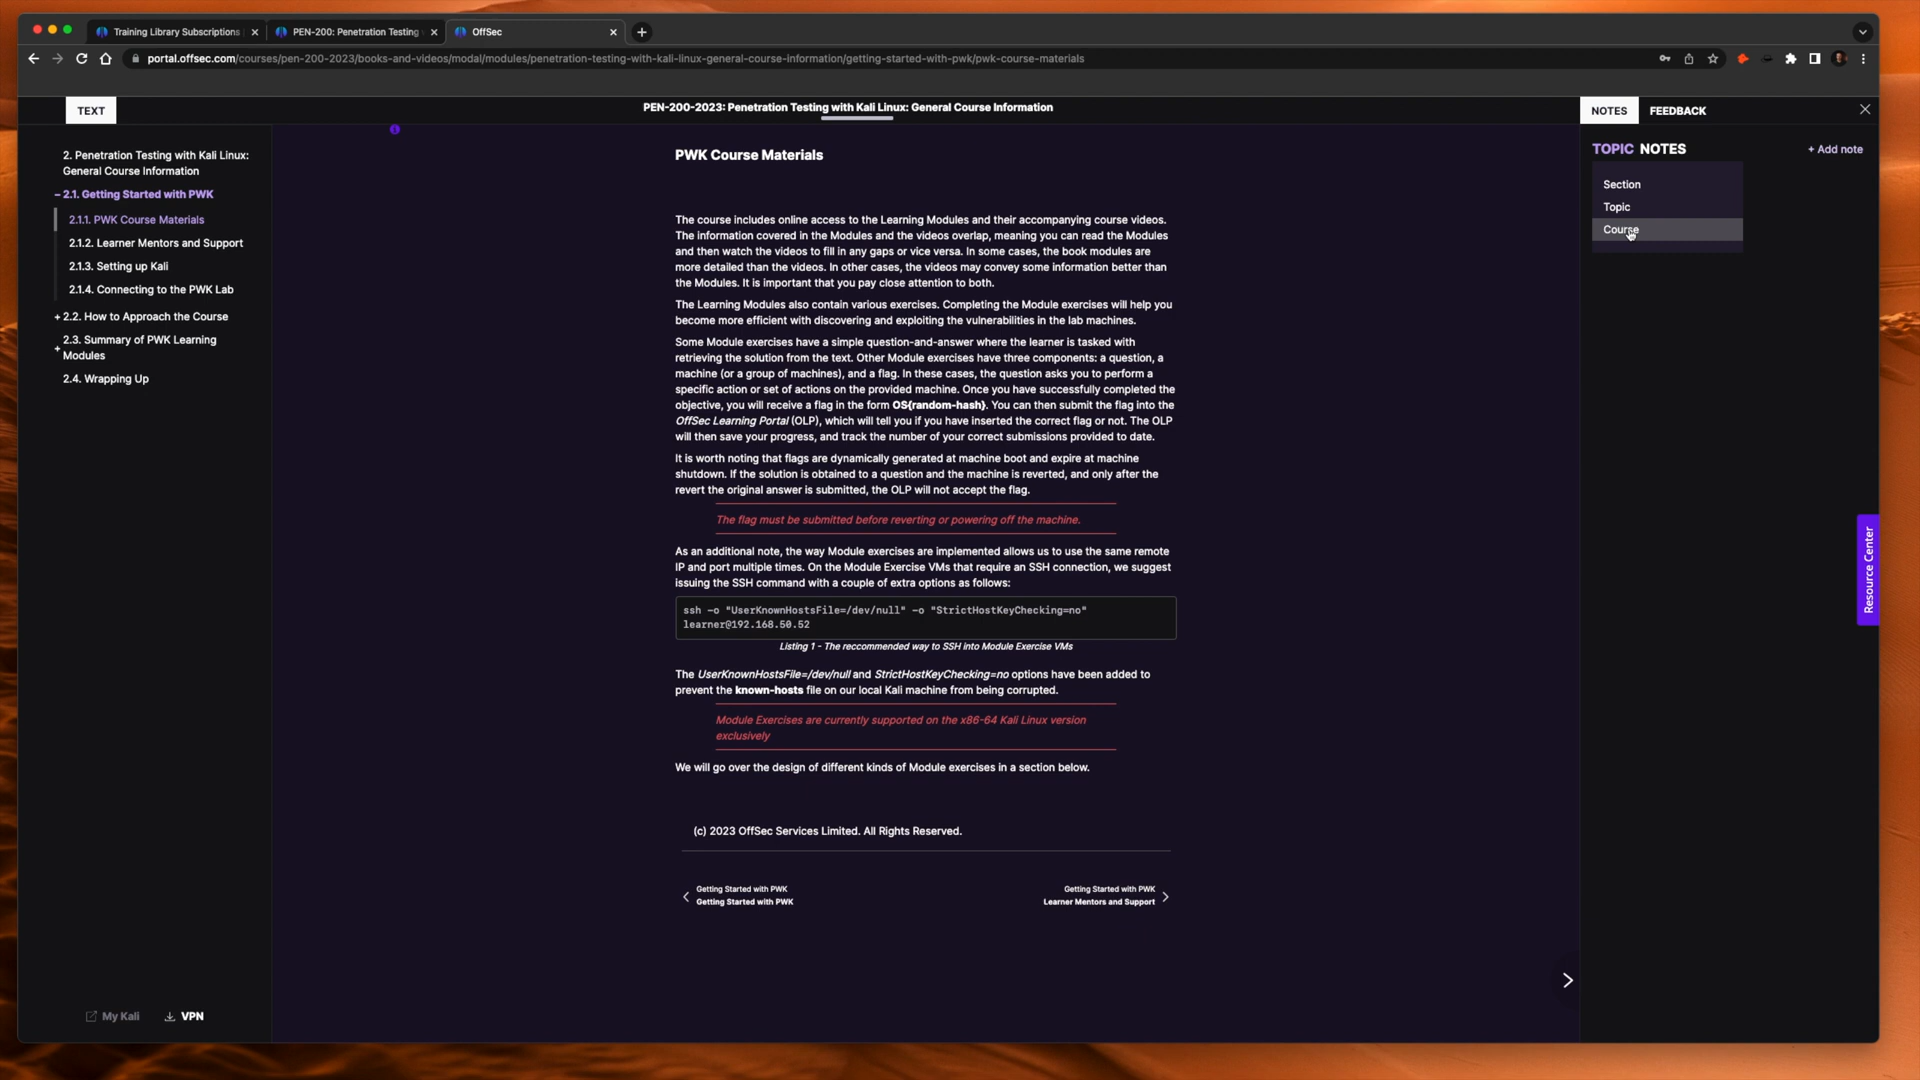 Training Library Subscriptions
PEN-200: Penetration Testing
OffSec
portal.offsec.com/courses/pen-200-2023/books-and-videos/modal/modules/penetration-testing-with-kali-linux-general-course-information/getting-started-with-pwk/pwk-course-materials
TEXT
PEN-200-2023: Penetration Testing with Kali Linux: General Course Information
NOTES
FEEDBACK
2. Penetration Testing with Kali Linux:
General Course Information
– 2.1. Getting Started with PWK
2.1.1. PWK Course Materials
2.1.2. Learner Mentors and Support
2.1.3. Setting up Kali
2.1.4. Connecting to the PWK Lab
+ 2.2. How to Approach the Course
+ 2.3. Summary of PWK Learning
Modules
2.4. Wrapping Up
My Kali
VPN
PWK Course Materials
The course includes online access to the Learning Modules and their accompanying course videos.
The information covered in the Modules and the videos overlap, meaning you can read the Modules
and then watch the videos to fill in any gaps or vice versa. In some cases, the book modules are
more detailed than the videos. In other cases, the videos may convey some information better than
the Modules. It is important that you pay close attention to both.
The Learning Modules also contain various exercises. Completing the Module exercises will help you
become more efficient with discovering and exploiting the vulnerabilities in the lab machines.
Some Module exercises have a simple question-and-answer where the learner is tasked with
retrieving the solution from the text. Other Module exercises have three components: a question, a
machine (or a group of machines), and a flag. In these cases, the question asks you to perform a
specific action or set of actions on the provided machine. Once you have successfully completed the
objective, you will receive a flag in the form OS{random-hash}. You can then submit the flag into the
OffSec Learning Portal (OLP), which will tell you if you have inserted the correct flag or not. The OLP
will then save your progress, and track the number of your correct submissions provided to date.
It is worth noting that flags are dynamically generated at machine boot and expire at machine
shutdown. If the solution is obtained to a question and the machine is reverted, and only after the
revert the original answer is submitted, the OLP will not accept the flag.
The flag must be submitted before reverting or powering off the machine.
As an additional note, the way Module exercises are implemented allows us to use the same remote
IP and port multiple times. On the Module Exercise VMs that require an SSH connection, we suggest
issuing the SSH command with a couple of extra options as follows:
ssh -o "UserKnownHostsFile=/dev/null" -o "StrictHostKeyChecking=no"
learner@192.168.50.52
Listing 1 - The reccommended way to SSH into Module Exercise VMs
The UserKnownHostsFile=/dev/null and StrictHostKeyChecking=no options have been added to
prevent the known-hosts file on our local Kali machine from being corrupted.
Module Exercises are currently supported on the x86-64 Kali Linux version
exclusively
We will go over the design of different kinds of Module exercises in a section below.
(c) 2023 OffSec Services Limited. All Rights Reserved.
Getting Started with PWK
Getting Started with PWK
Getting Started with PWK
Learner Mentors and Support
TOPIC NOTES
+ Add note
Section
Topic
Course
Resource Center